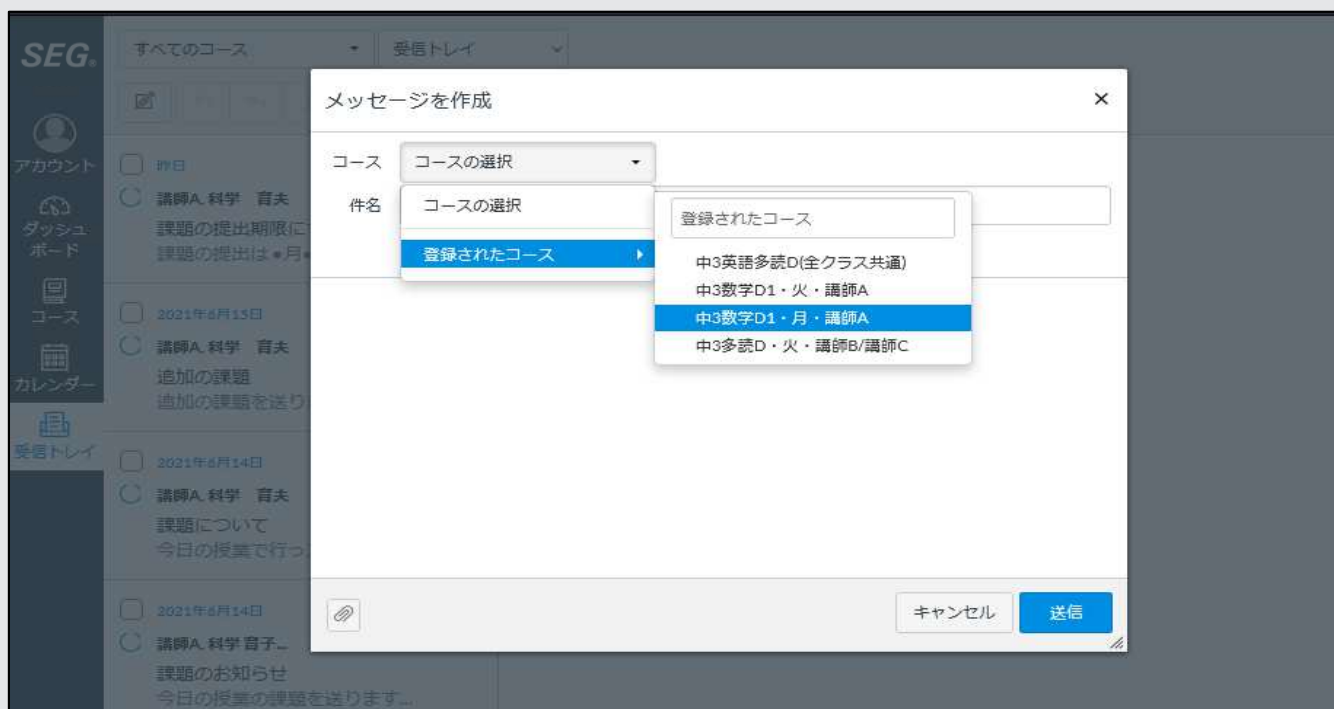 SEG.
アカウント
ダッシュ
ボード
コース
カレンダー
受信トレイ
すべてのコース
受信トレイ
昨日
講師A.科学 育夫
課題の提出期限に
課題の提出は●月
2021年6月15日
講師A.科学 育夫
追加の課題
追加の課題を送り
2021年6月14日
講師A.科学 育夫
課題について
今日の授業で行っ
2021年6月14日
講師A.科学育子...
課題のお知らせ
今日の授業の課題を送ります...
メッセージを作成
×
コース
コースの選択
件名
コースの選択
登録されたコース
登録されたコース
中3英語多読D(全クラス共通)
中3数学D1・火・講師A
中3数学D1・月・講師A
中3多読D・火・講師B/講師C
キャンセル
送信